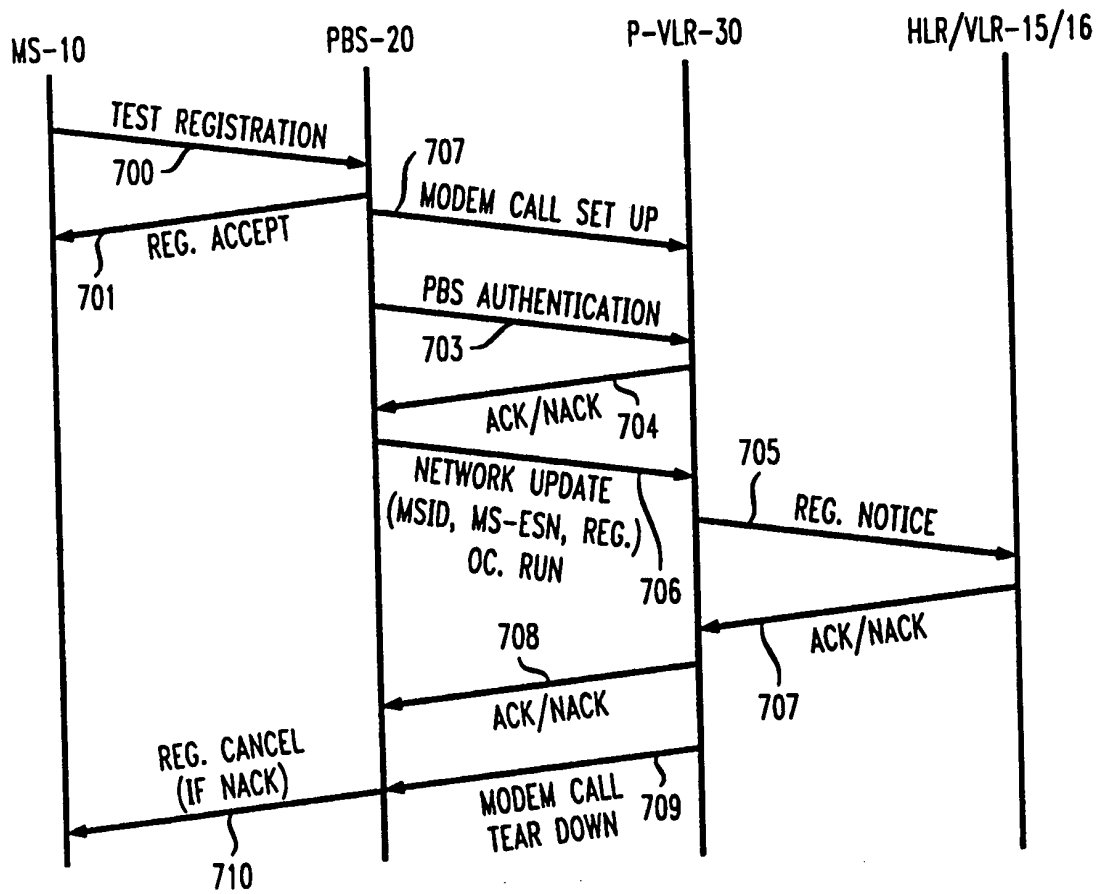 MS-10
PBS-20
P-VLR-30
HLR/VLR-15/16
TEST REGISTRATION
700
707
MODEM CALL SET UP
REG. ACCEPT
701
PBS AUTHENTICATION
703
ACK/NACK
704
705
NETWORK UPDATE
(MSID, MS-ESN, REG.)
OC. RUN
706
REG. NOTICE
708
ACK/NACK
707
ACK/NACK
REG. CANCEL
(IF NACK)
MODEM CALL
TEAR DOWN
709
710